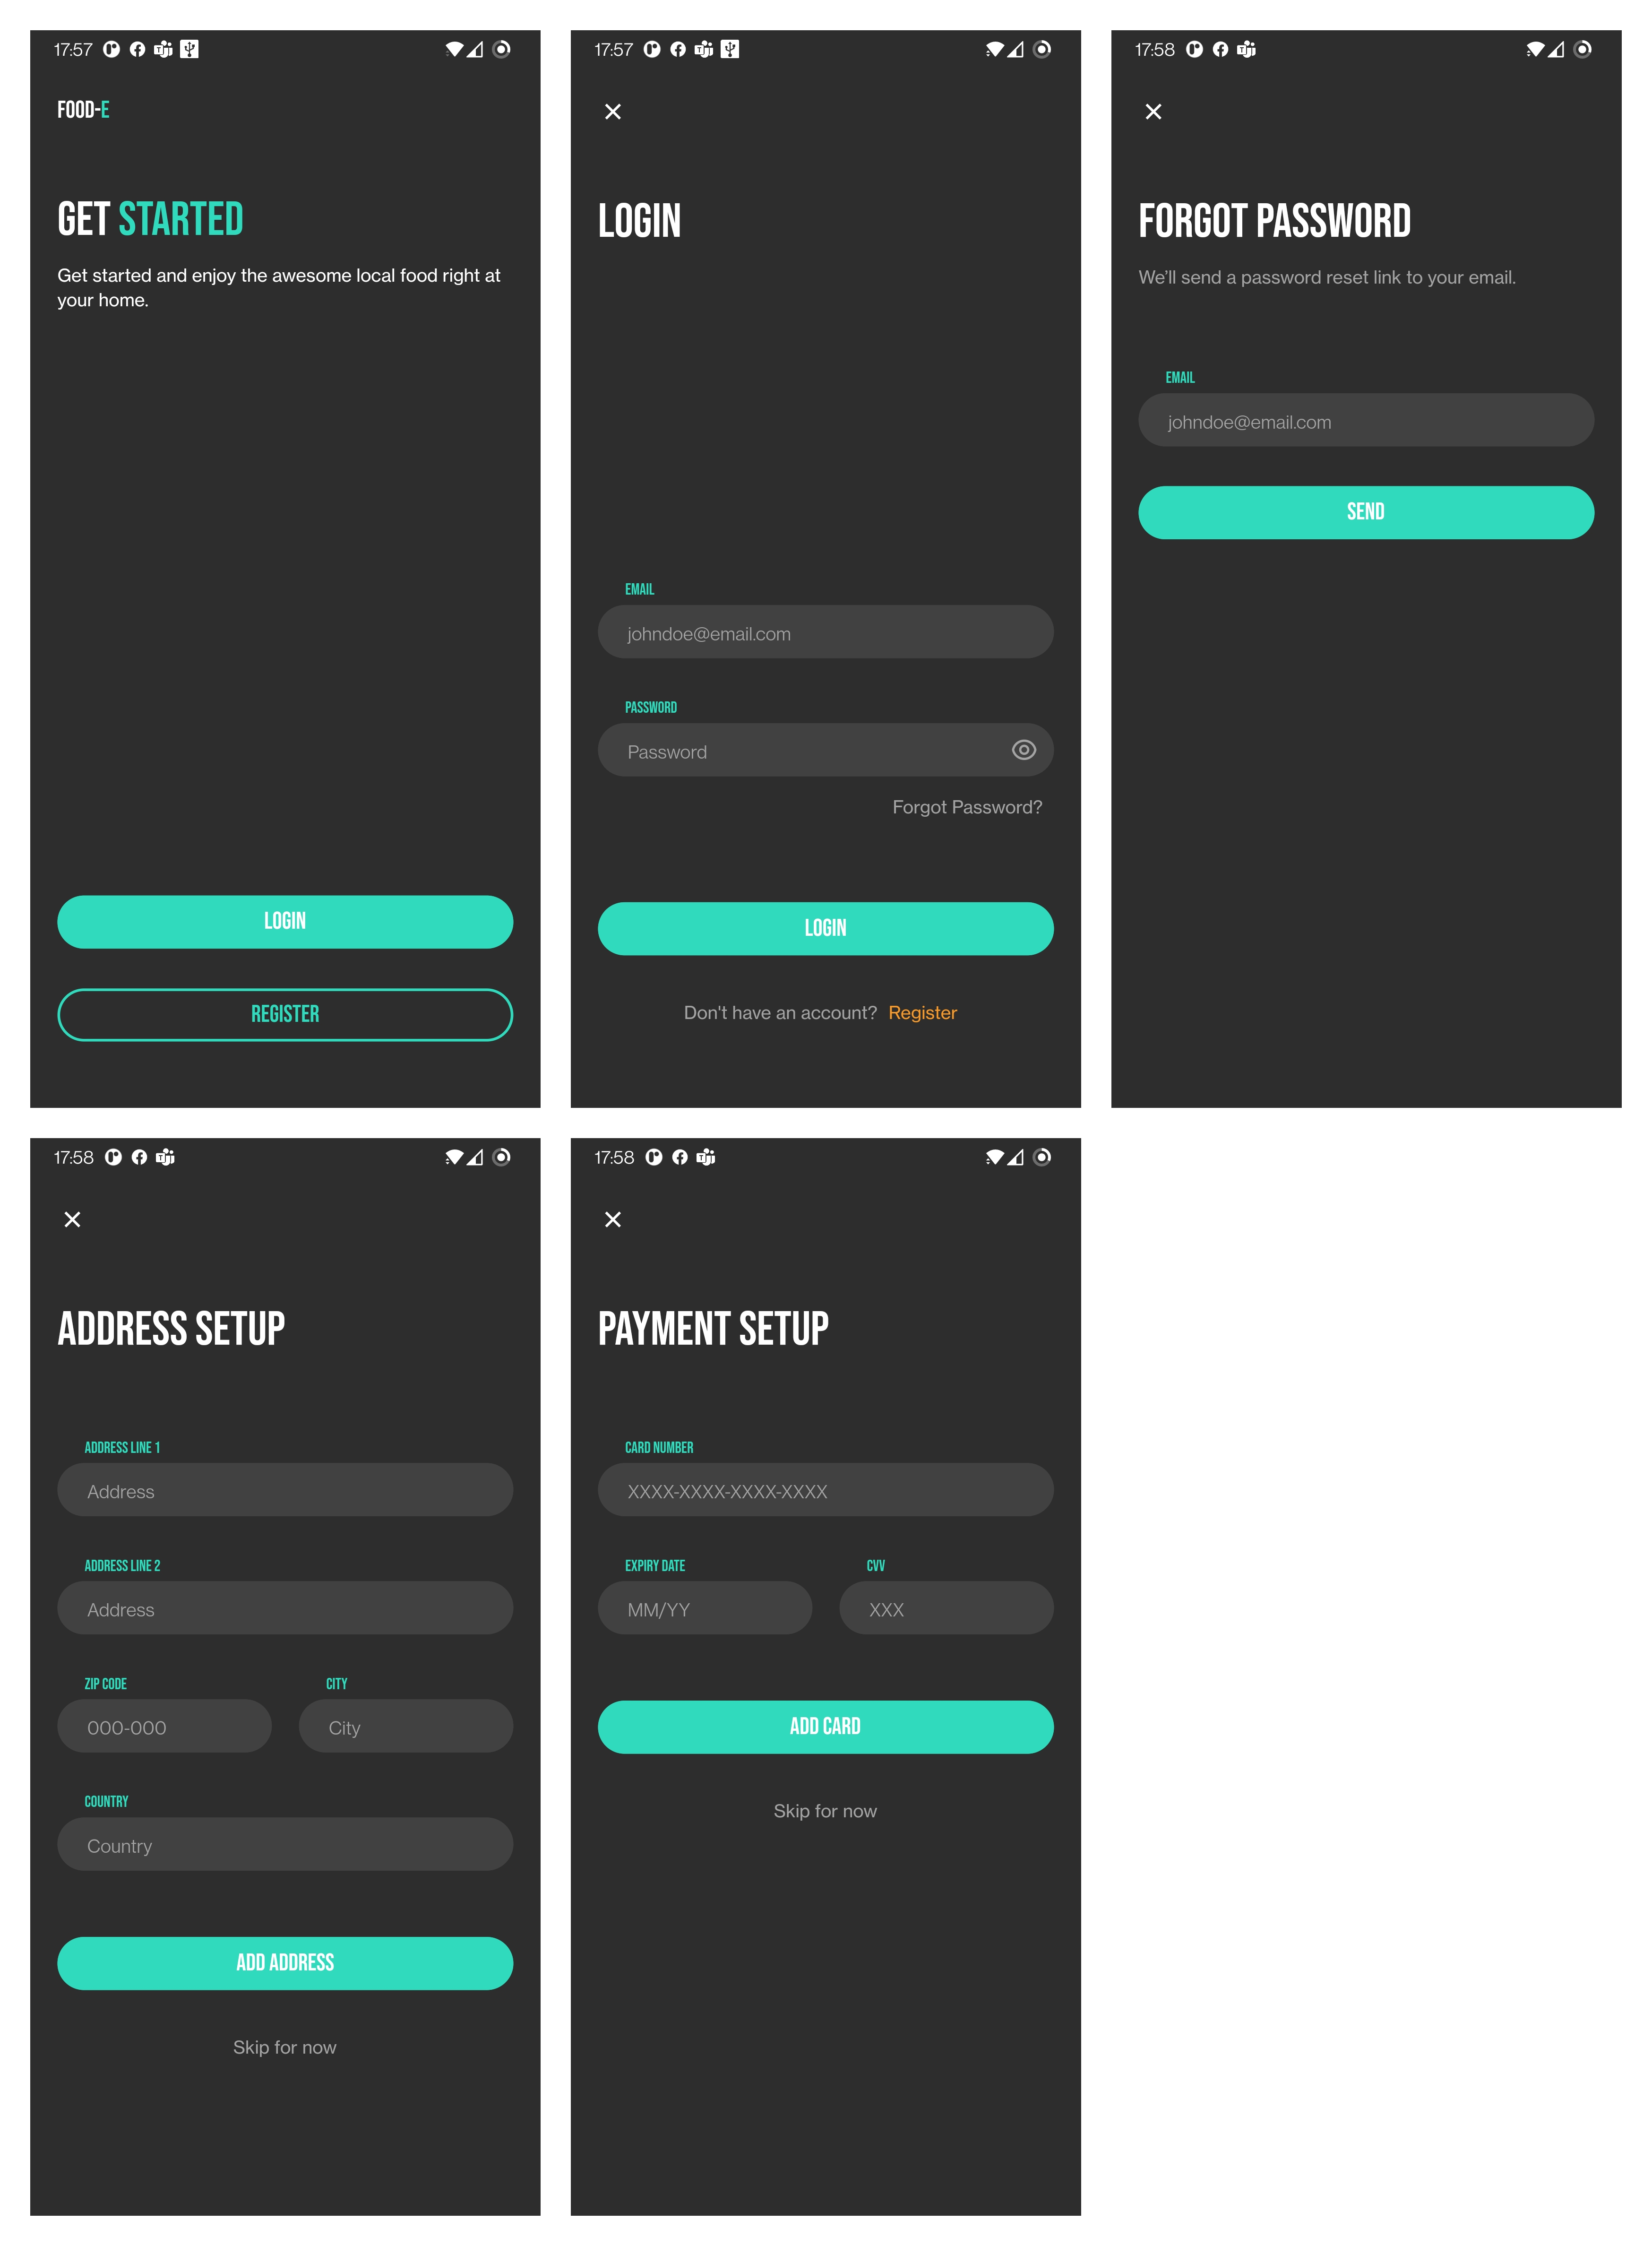 17:57
FOOD-E
GET STARTED
Get started and enjoy the awesome local food right at
your home.
LOGIN
REGISTER
17:57
LOGIN
EMAIL
johndoe@email.com
PASSWORD
Password
Forgot Password?
LOGIN
Don't have an account? Register
17:58
FORGOT PASSWORD
We'll send a password reset link to your email.
EMAIL
johndoe@email.com
SEND
17:58
ADDRESS SETUP
ADDRESS LINE 1
Address
ADDRESS LINE 2
Address
ZIP CODE
000-000
CITY
City
COUNTRY
Country
ADD ADDRESS
Skip for now
17:58
PAYMENT SETUP
CARD NUMBER
XXXX-XXXX-XXXX-XXXX
EXPIRY DATE
MM/YY
CVV
XXX
ADD CARD
Skip for now